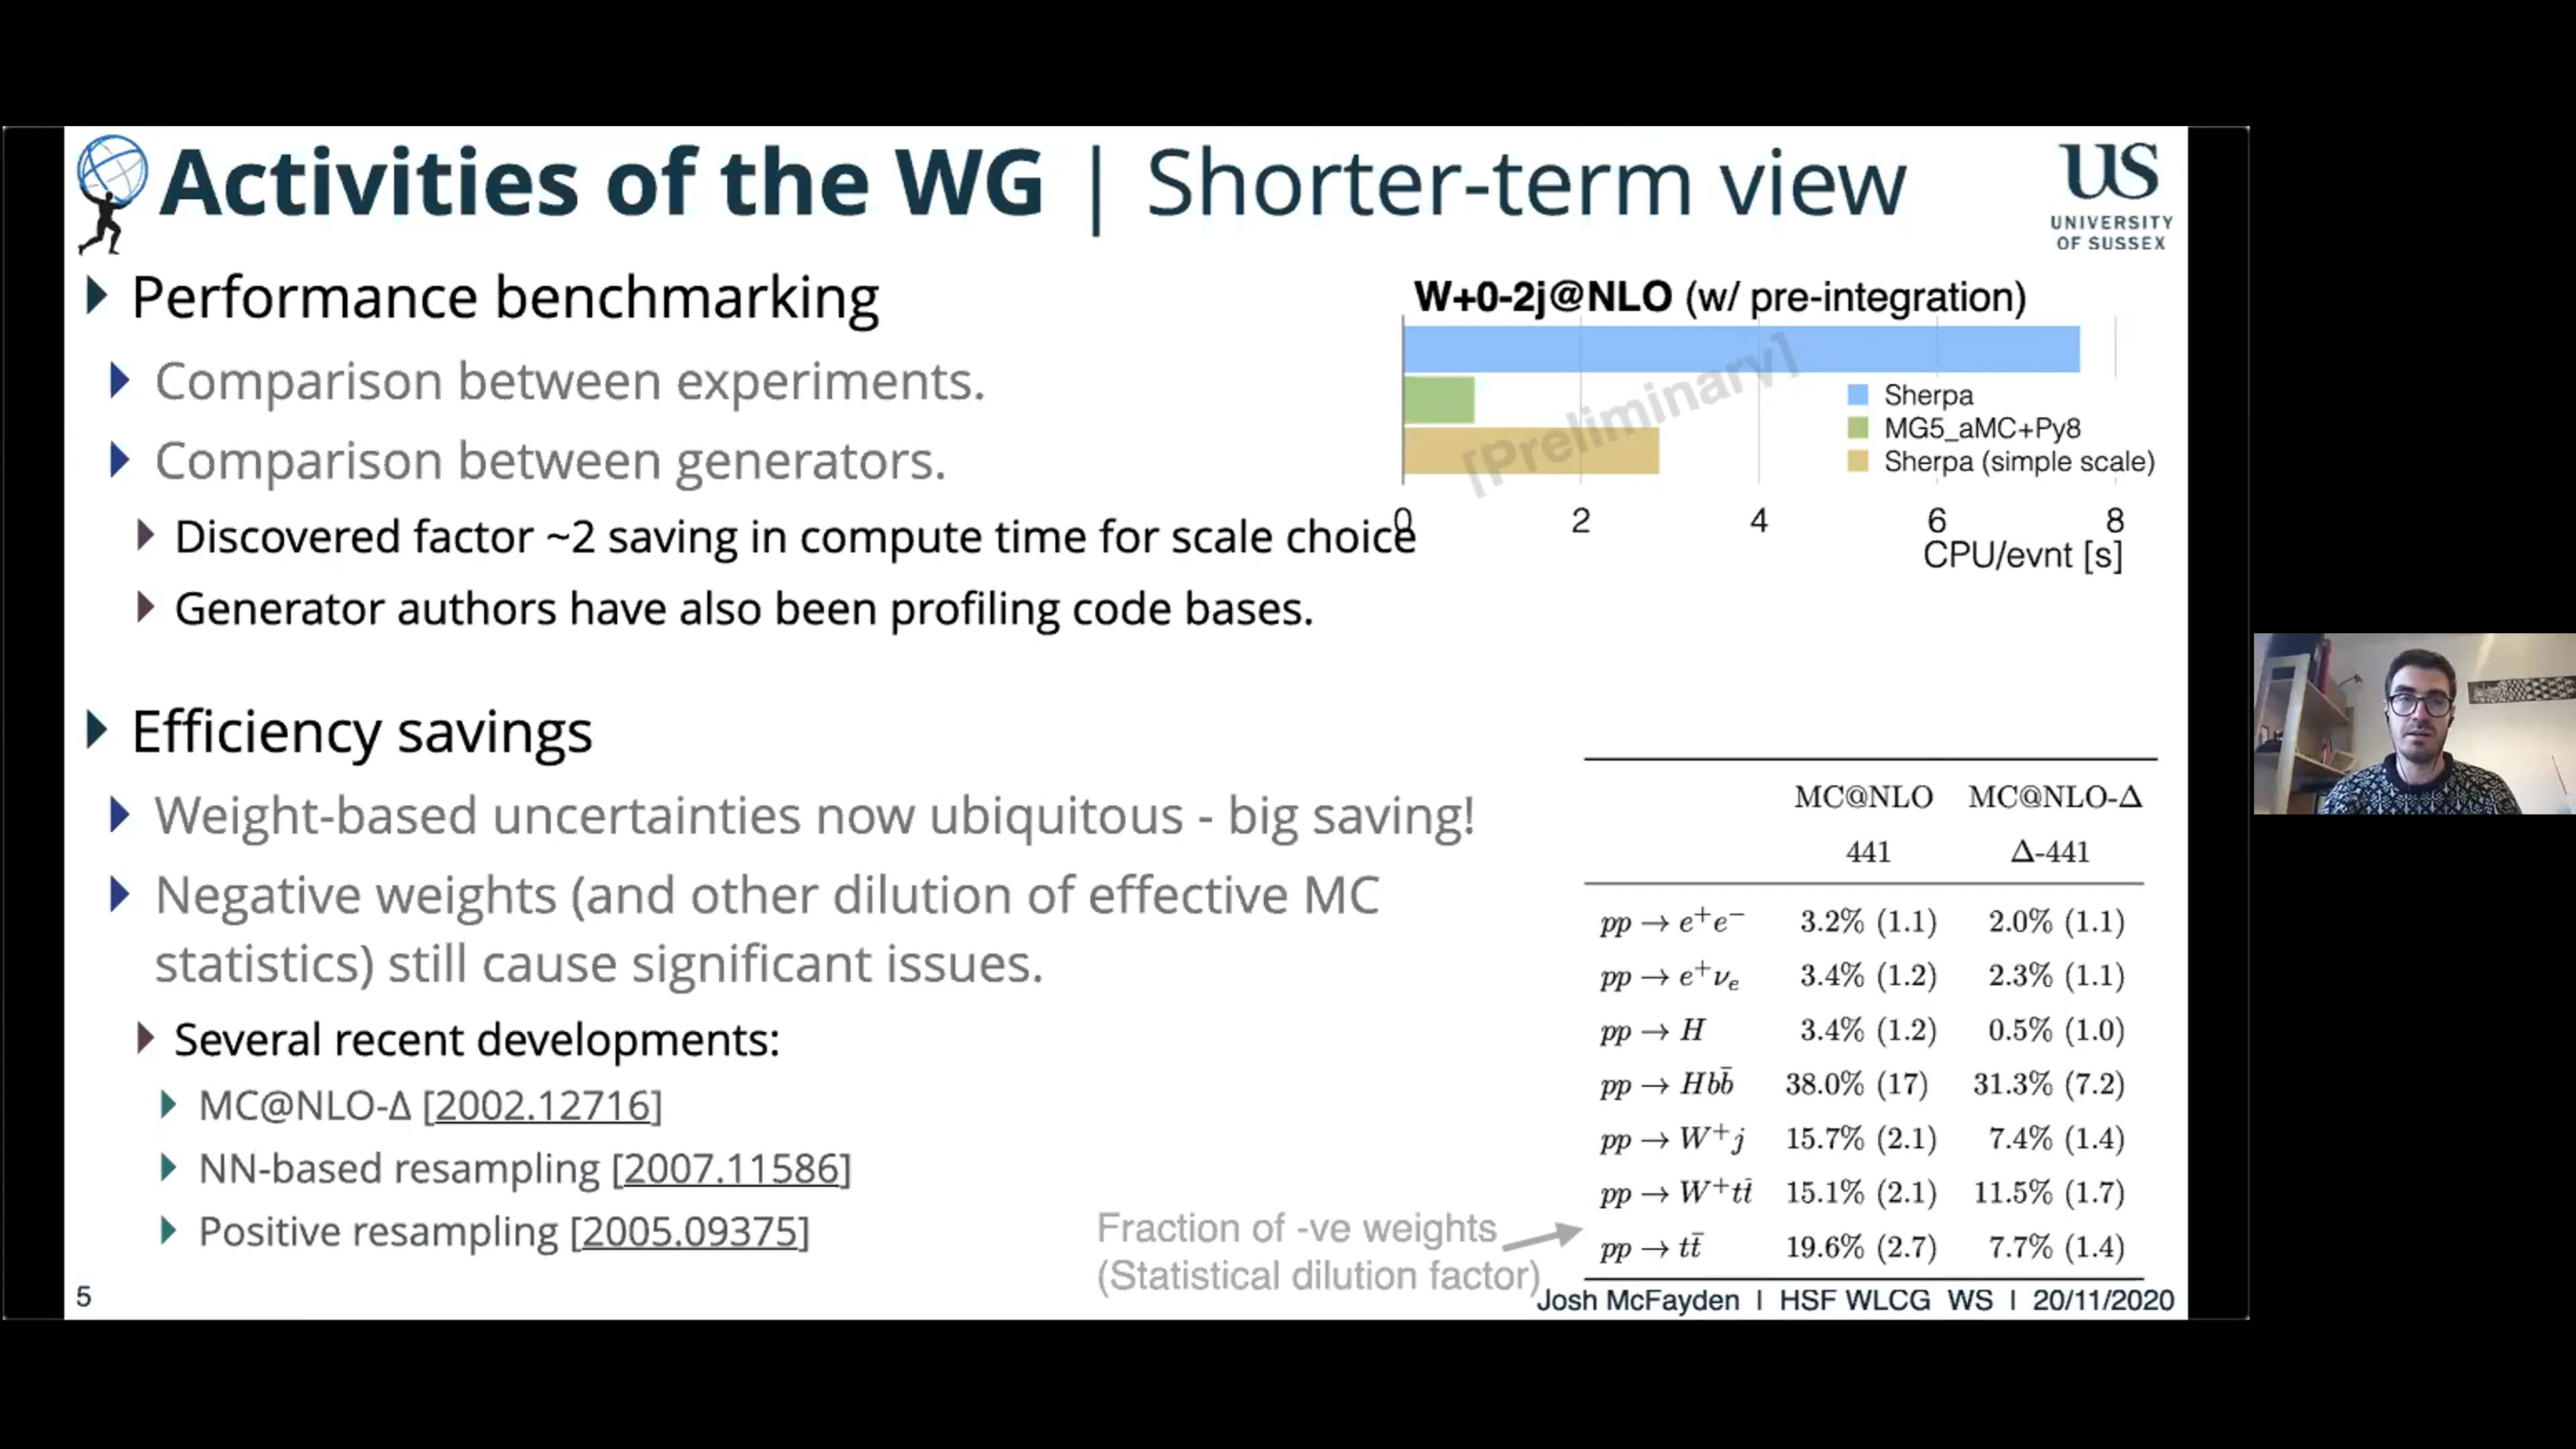 Activities of the WG | Shorter-term view
US
UNIVERSITY
OF SUSSEX
Performance benchmarking
Comparison between experiments.
Comparison between generators.
Discovered factor ~2 saving in compute time for scale choice
Generator authors have also been profiling code bases.
W+0-2j@NLO (w/ pre-integration)
[Preliminary]
Sherpa
MG5_aMC+Py8
Sherpa (simple scale)
0 2 4 6 8
CPU/evnt [s]
Efficiency savings
Weight-based uncertainties now ubiquitous - big saving!
Negative weights (and other dilution of effective MC
statistics) still cause significant issues.
Several recent developments:
MC@NLO-Δ [2002.12716]
NN-based resampling [2007.11586]
Positive resampling [2005.09375]
Fraction of -ve weights
(Statistical dilution factor)
MC@NLO MC@NLO-Δ
441 Δ-441
pp → e⁺e⁻ 3.2% (1.1) 2.0% (1.1)
pp → e⁺νₑ 3.4% (1.2) 2.3% (1.1)
pp → H 3.4% (1.2) 0.5% (1.0)
pp → Hbb̄ 38.0% (17) 31.3% (7.2)
pp → W⁺j 15.7% (2.1) 7.4% (1.4)
pp → W⁺tt̄ 15.1% (2.1) 11.5% (1.7)
pp → tt̄ 19.6% (2.7) 7.7% (1.4)
5
Josh McFayden | HSF WLCG WS | 20/11/2020